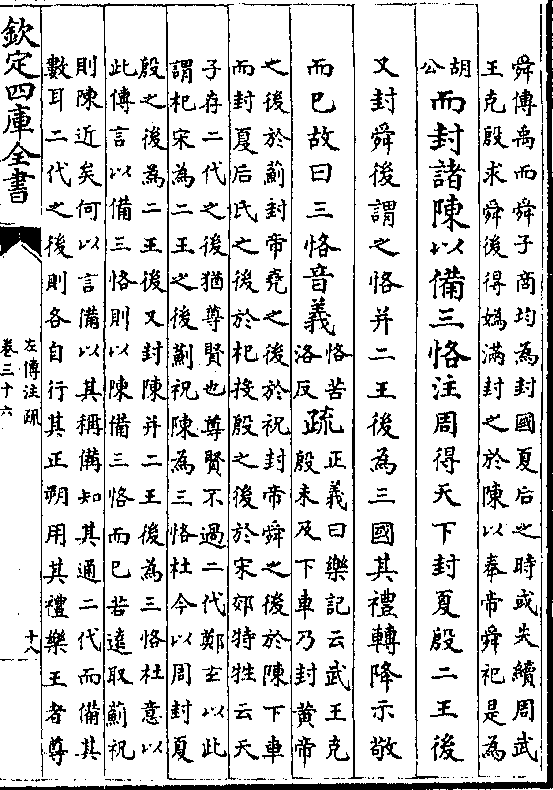 舜傳禹而舜子商均為封國夏后之時或失續周武
王克殷求舜後得媯滿封之於陳以奉帝舜祀是為
胡公
而封諸陳以備三恪注周得天下封夏殷二王後
又封舜後謂之恪并二王後為三國其禮轉降示敬
而已故曰三恪音義
恪苦
洛反
疏
正義曰樂記云武王克
殷未及下車乃封黄帝
之後於薊封帝堯之後於祝封帝舜之後於陳下車
而封夏后氏之後於杞投殷之後於宋郊特牲云天
子存二代之後猶尊賢也尊賢不過二代鄭玄以此
謂杞宋為二王之後薊祝陳為三恪杜今以周封夏
殷之後為二王後又封陳并二王後為三恪杜意以
此傳言以備三恪則以陳備三恪而已若遠取薊祝
則陳近矣何以言備以其稱備知其通二代而備其
數耳二代之後則各自行其正朔用其禮樂王者尊
欽定四庫全書
左傳注疏
卷三十六
十八